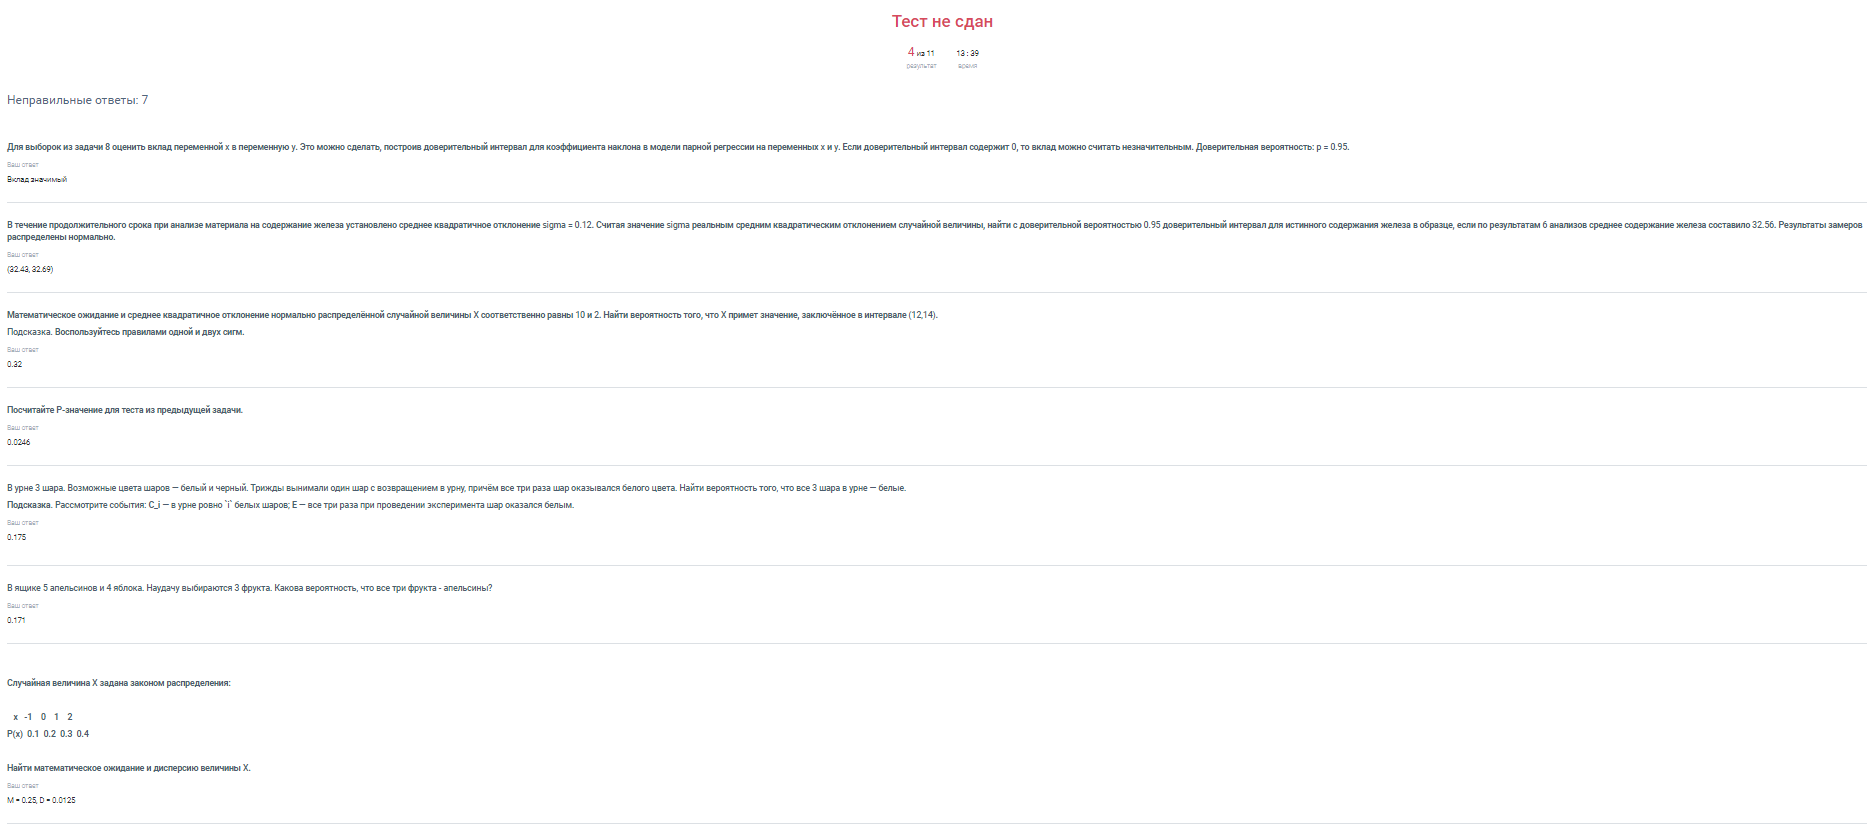 Тест не сдан
4 из 11 13 : 39
результат время
Неправильные ответы: 7
Для выборок из задачи 8 оценить вклад переменной x в переменную y. Это можно сделать, построив доверительный интервал для коэффициента наклона в модели парной регрессии на переменных x и y. Если доверительный интервал содержит 0, то вклад можно считать незначительным. Доверительная вероятность: p = 0.95.
Ваш ответ
Вклад значимый
В течение продолжительного срока при анализе материала на содержание железа установлено среднее квадратичное отклонение sigma = 0.12. Считая значение sigma реальным средним квадратическим отклонением случайной величины, найти с доверительной вероятностью 0.95 доверительный интервал для истинного содержания железа в образце, если по результатам 6 анализов среднее содержание железа составило 32.56. Результаты замеров
распределены нормально.
Ваш ответ
(32.43, 32.69)
Математическое ожидание и среднее квадратичное отклонение нормально распределённой случайной величины X соответственно равны 10 и 2. Найти вероятность того, что X примет значение, заключённое в интервале (12,14).
Подсказка. Воспользуйтесь правилами одной и двух сигм.
Ваш ответ
0.32
Посчитайте P-значение для теста из предыдущей задачи.
Ваш ответ
0.0246
В урне 3 шара. Возможные цвета шаров — белый и черный. Трижды вынимали один шар с возвращением в урну, причём все три раза шар оказывался белого цвета. Найти вероятность того, что все 3 шара в урне — белые.
Подсказка. Рассмотрите события: C_i — в урне ровно `i` белых шаров; E — все три раза при проведении эксперимента шар оказался белым.
Ваш ответ
0.175
В ящике 5 апельсинов и 4 яблока. Наудачу выбираются 3 фрукта. Какова вероятность, что все три фрукта - апельсины?
Ваш ответ
0.171
Случайная величина X задана законом распределения:
x -1 0 1 2
P(x) 0.1 0.2 0.3 0.4
Найти математическое ожидание и дисперсию величины X.
Ваш ответ
M = 0.25, D = 0.0125